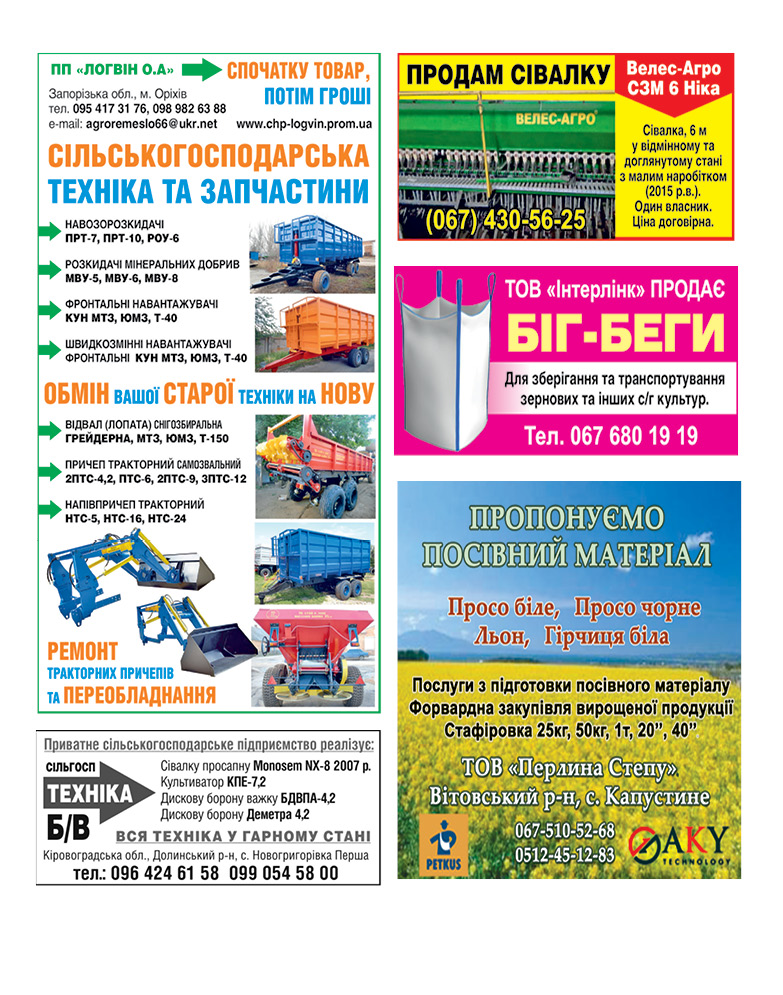 ПП «ЛОГВІН О.А»
СПОЧАТКУ ТОВАР,
ПОТІМ ГРОШІ
Запорізька обл., м. Оріхів
тел. 095 417 31 76, 098 982 63 88
e-mail: agroremeslo66@ukr.net www.chp-logvin.prom.ua
СІЛЬСЬКОГОСПОДАРСЬКА
ТЕХНІКА ТА ЗАПЧАСТИНИ
НАВОЗОРОЗКИДАЧІ
ПРТ-7, ПРТ-10, РОУ-6
РОЗКИДАЧІ МІНЕРАЛЬНИХ ДОБРИВ
МВУ-5, МВУ-6, МВУ-8
ФРОНТАЛЬНІ НАВАНТАЖУВАЧІ
КУН МТЗ, ЮМЗ, Т-40
ШВИДКОЗМІННІ НАВАНТАЖУВАЧІ
ФРОНТАЛЬНІ КУН МТЗ, ЮМЗ, Т-40
ОБМІН ВАШОЇ СТАРОЇ ТЕХНІКИ НА НОВУ
ВІДВАЛ (ЛОПАТА) СНІГОЗБИРАЛЬНА
ГРЕЙДЕРНА, МТЗ, ЮМЗ, Т-150
ПРИЧЕП ТРАКТОРНИЙ САМОЗВАЛЬНИЙ
2ПТС-4,2, ПТС-6, 2ПТС-9, 3ПТС-12
НАПІВПРИЧЕП ТРАКТОРНИЙ
НТС-5, НТС-16, НТС-24
РЕМОНТ
ТРАКТОРНИХ ПРИЧЕПІВ
ТА ПЕРЕОБЛАДНАННЯ
Приватне сільськогосподарське підприємство реалізує:
СІЛЬГОСП
ТЕХНІКА
Б/В
Сівалку просапну Monosem NX-8 2007 р.
Культиватор КПЕ-7,2
Дискову борону важку БДВПА-4,2
Дискову борону Деметра 4,2
ВСЯ ТЕХНІКА У ГАРНОМУ СТАНІ
Кіровоградська обл., Долинський р-н, с. Новогригорівка Перша
тел.: 096 424 61 58 099 054 58 00
ПРОДАМ СІВАЛКУ
ВЕЛЕС-АГРО
(067) 430-56-25
Велес-Агро
СЗМ 6 Ніка
Сівалка, 6 м
у відмінному та
доглянутому стані
з малим наробітком
(2015 р.в.).
Один власник.
Ціна договірна.
ТОВ «Інтерлінк» ПРОДАЄ
БІГ-БЕГИ
Для зберігання та транспортування
зернових та інших с/г культур.
Тел. 067 680 19 19
ПРОПОНУЄМО
ПОСІВНИЙ МАТЕРІАЛ
Просо біле, Просо чорне
Льон, Гірчиця біла
Послуги з підготовки посівного матеріалу
Форвардна закупівля вирощеної продукції
Стафіровка 25кг, 50кг, 1т, 20”, 40”
ТОВ «Перлина Степу»
Вітовський р-н, с. Капустине
067-510-52-68
0512-45-12-83
PETKUS
AKY
TECHNOLOGY